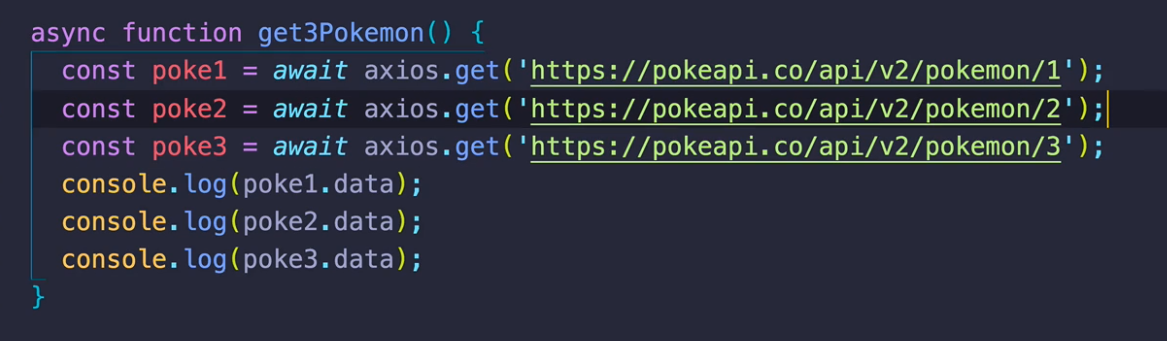 async function get3Pokemon() {
  const poke1 = await axios.get('https://pokeapi.co/api/v2/pokemon/1');
  const poke2 = await axios.get('https://pokeapi.co/api/v2/pokemon/2');
  const poke3 = await axios.get('https://pokeapi.co/api/v2/pokemon/3');
  console.log(poke1.data);
  console.log(poke2.data);
  console.log(poke3.data);
}